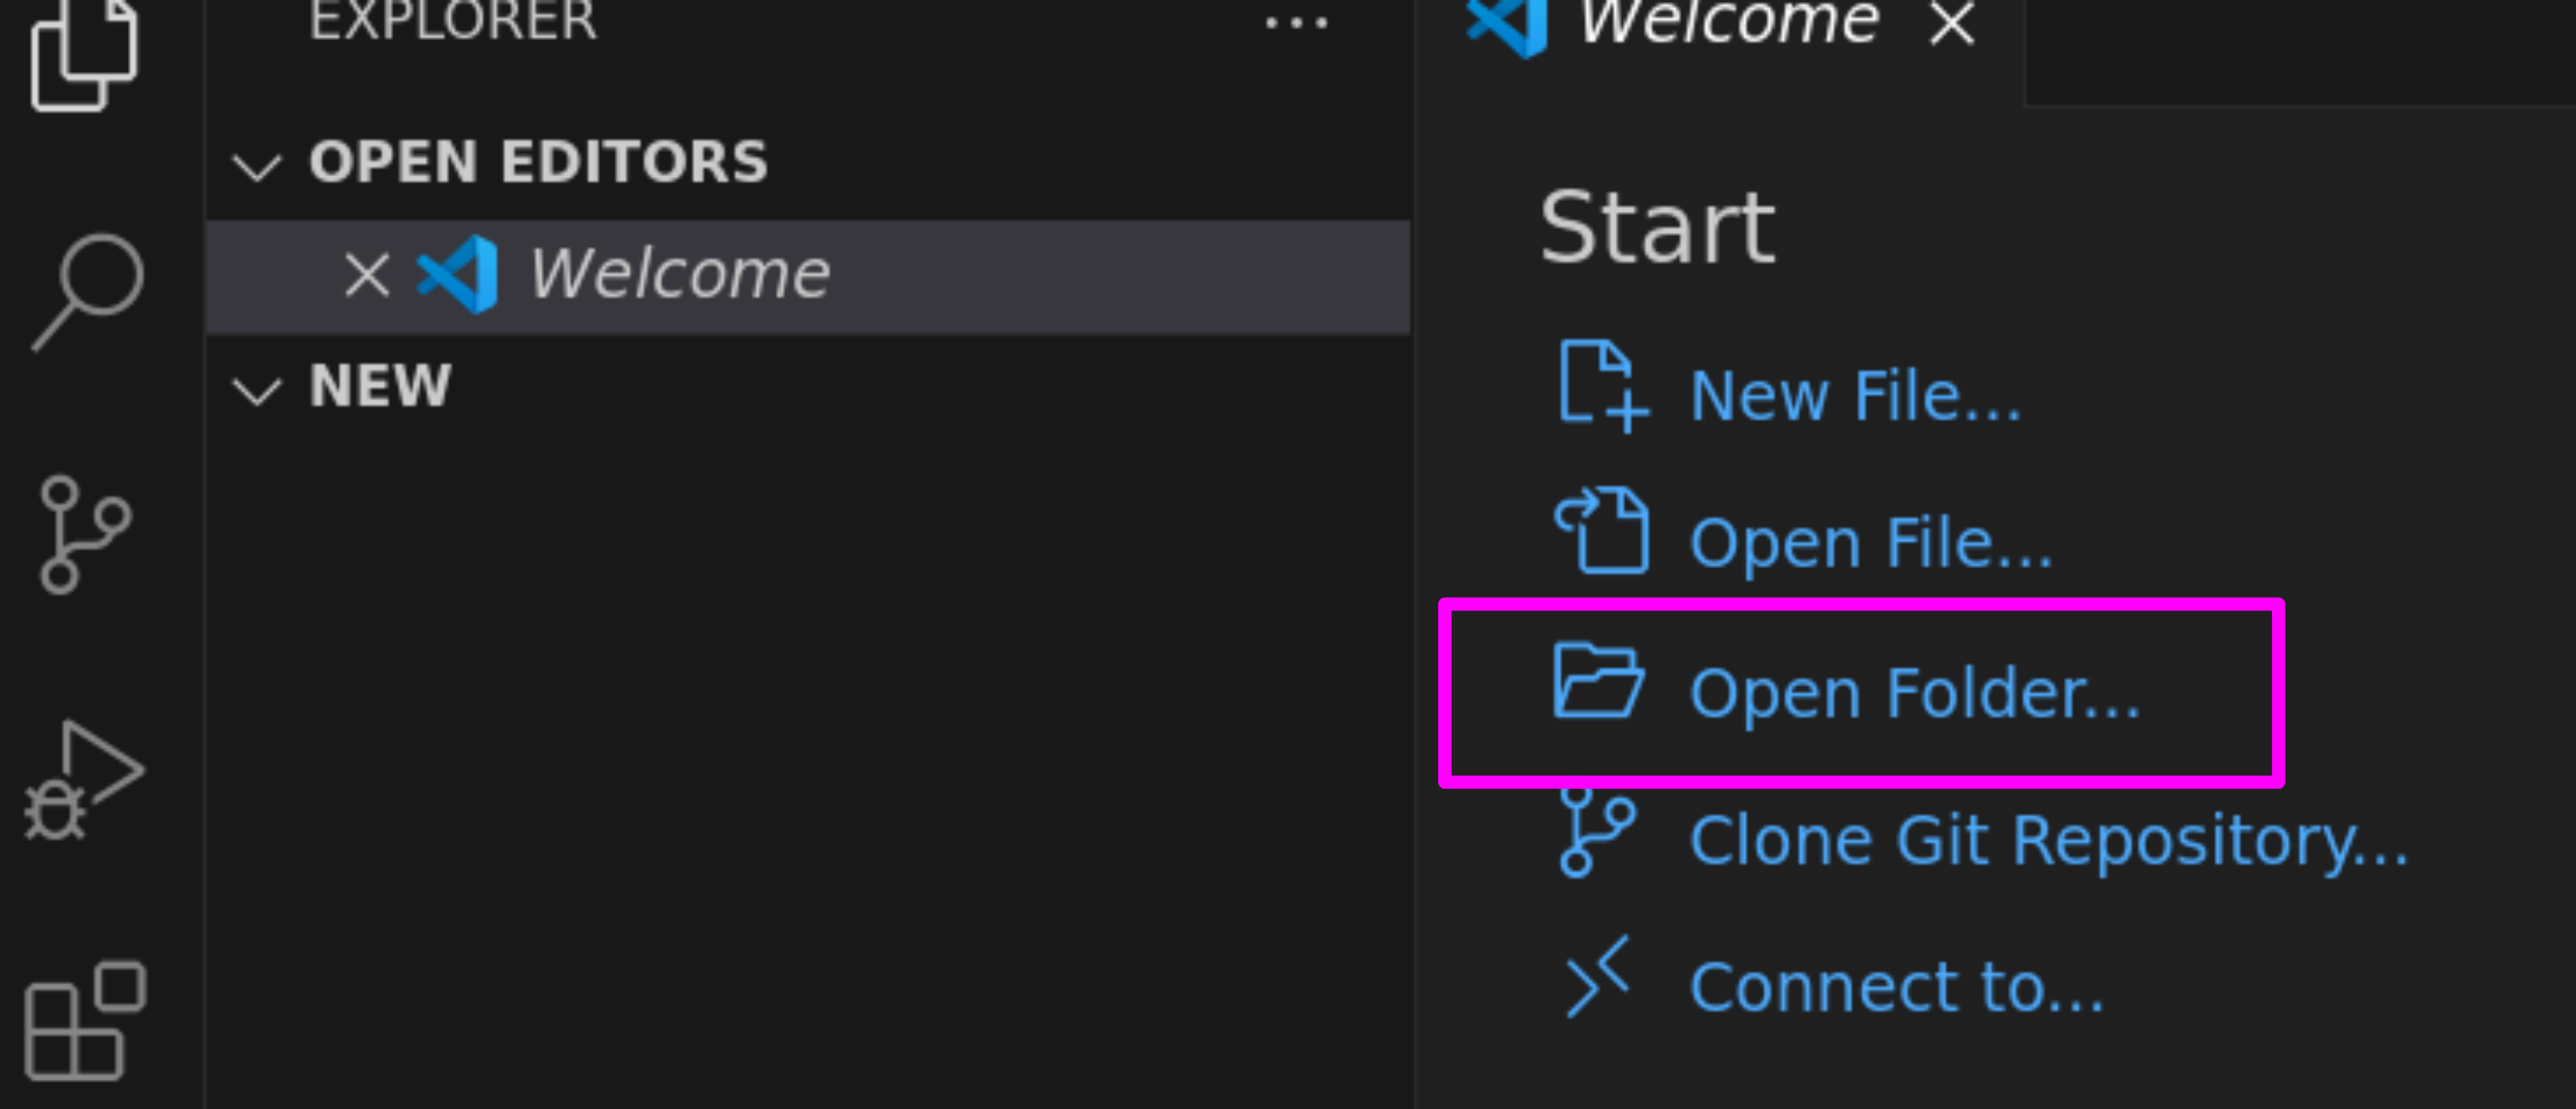 EXPLORER
OPEN EDITORS
Welcome
NEW
Welcome
Start
New File...
Open File...
Open Folder...
Clone Git Repository...
Connect to...